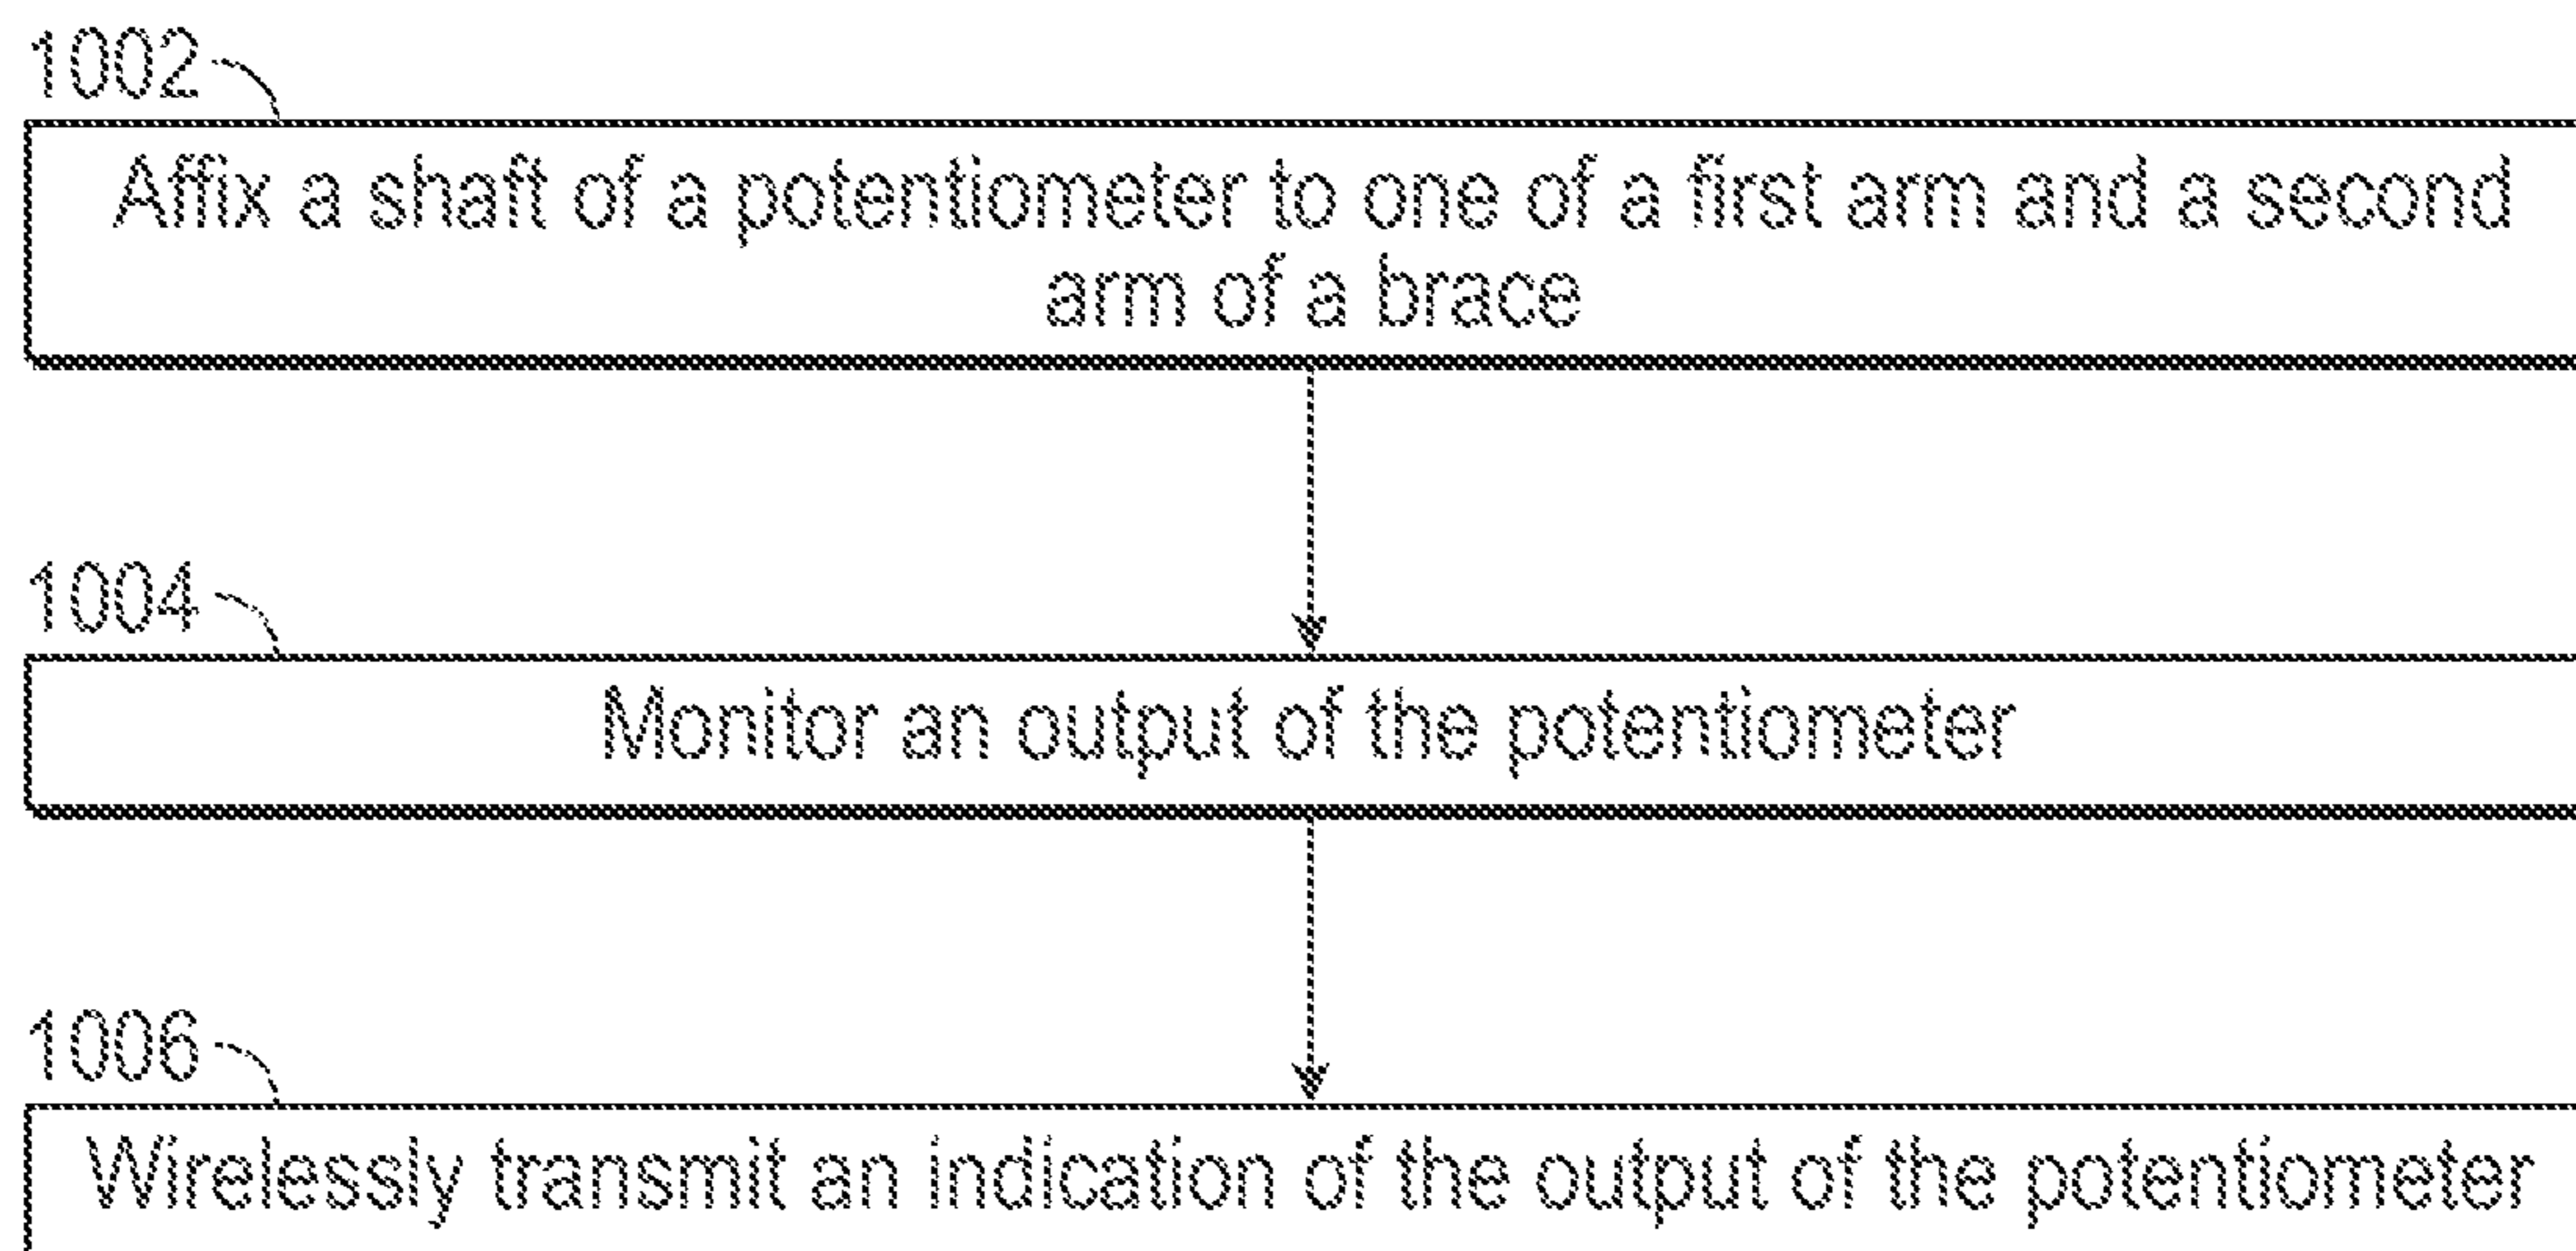 1002
Affix a shaft of a potentiometer to one of a first arm and a second
arm of a brace
1004
Monitor an output of the potentiometer
1006
Wirelessly transmit an indication of the output of the potentiometer